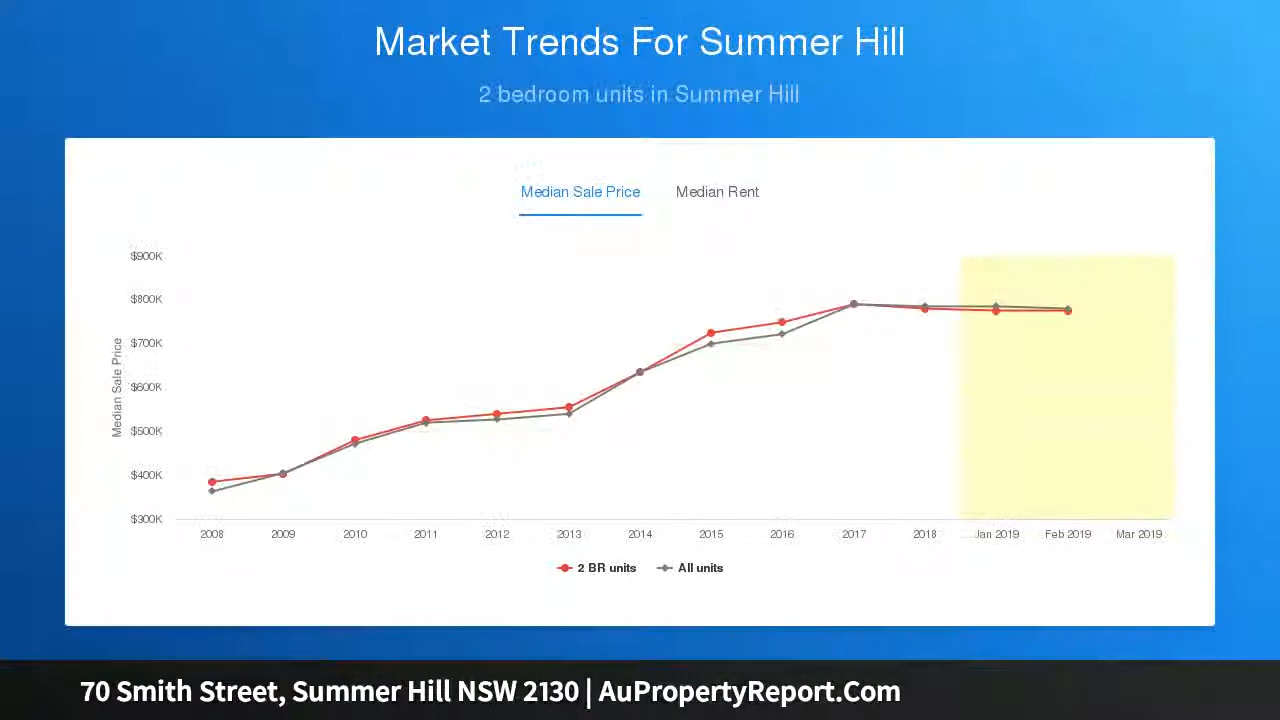 Market Trends For Summer Hill
2 bedroom units in Summer Hill
Median Sale Price Median Rent
Median Sale Price
$900K
$800K
$700K
$600K
$500K
$400K
$300K
2008 2009 2010 2011 2012 2013 2014 2015 2016 2017 2018 Jan 2019 Feb 2019 Mar 2019
2 BR units All units
70 Smith Street, Summer Hill NSW 2130 | AuPropertyReport.Com